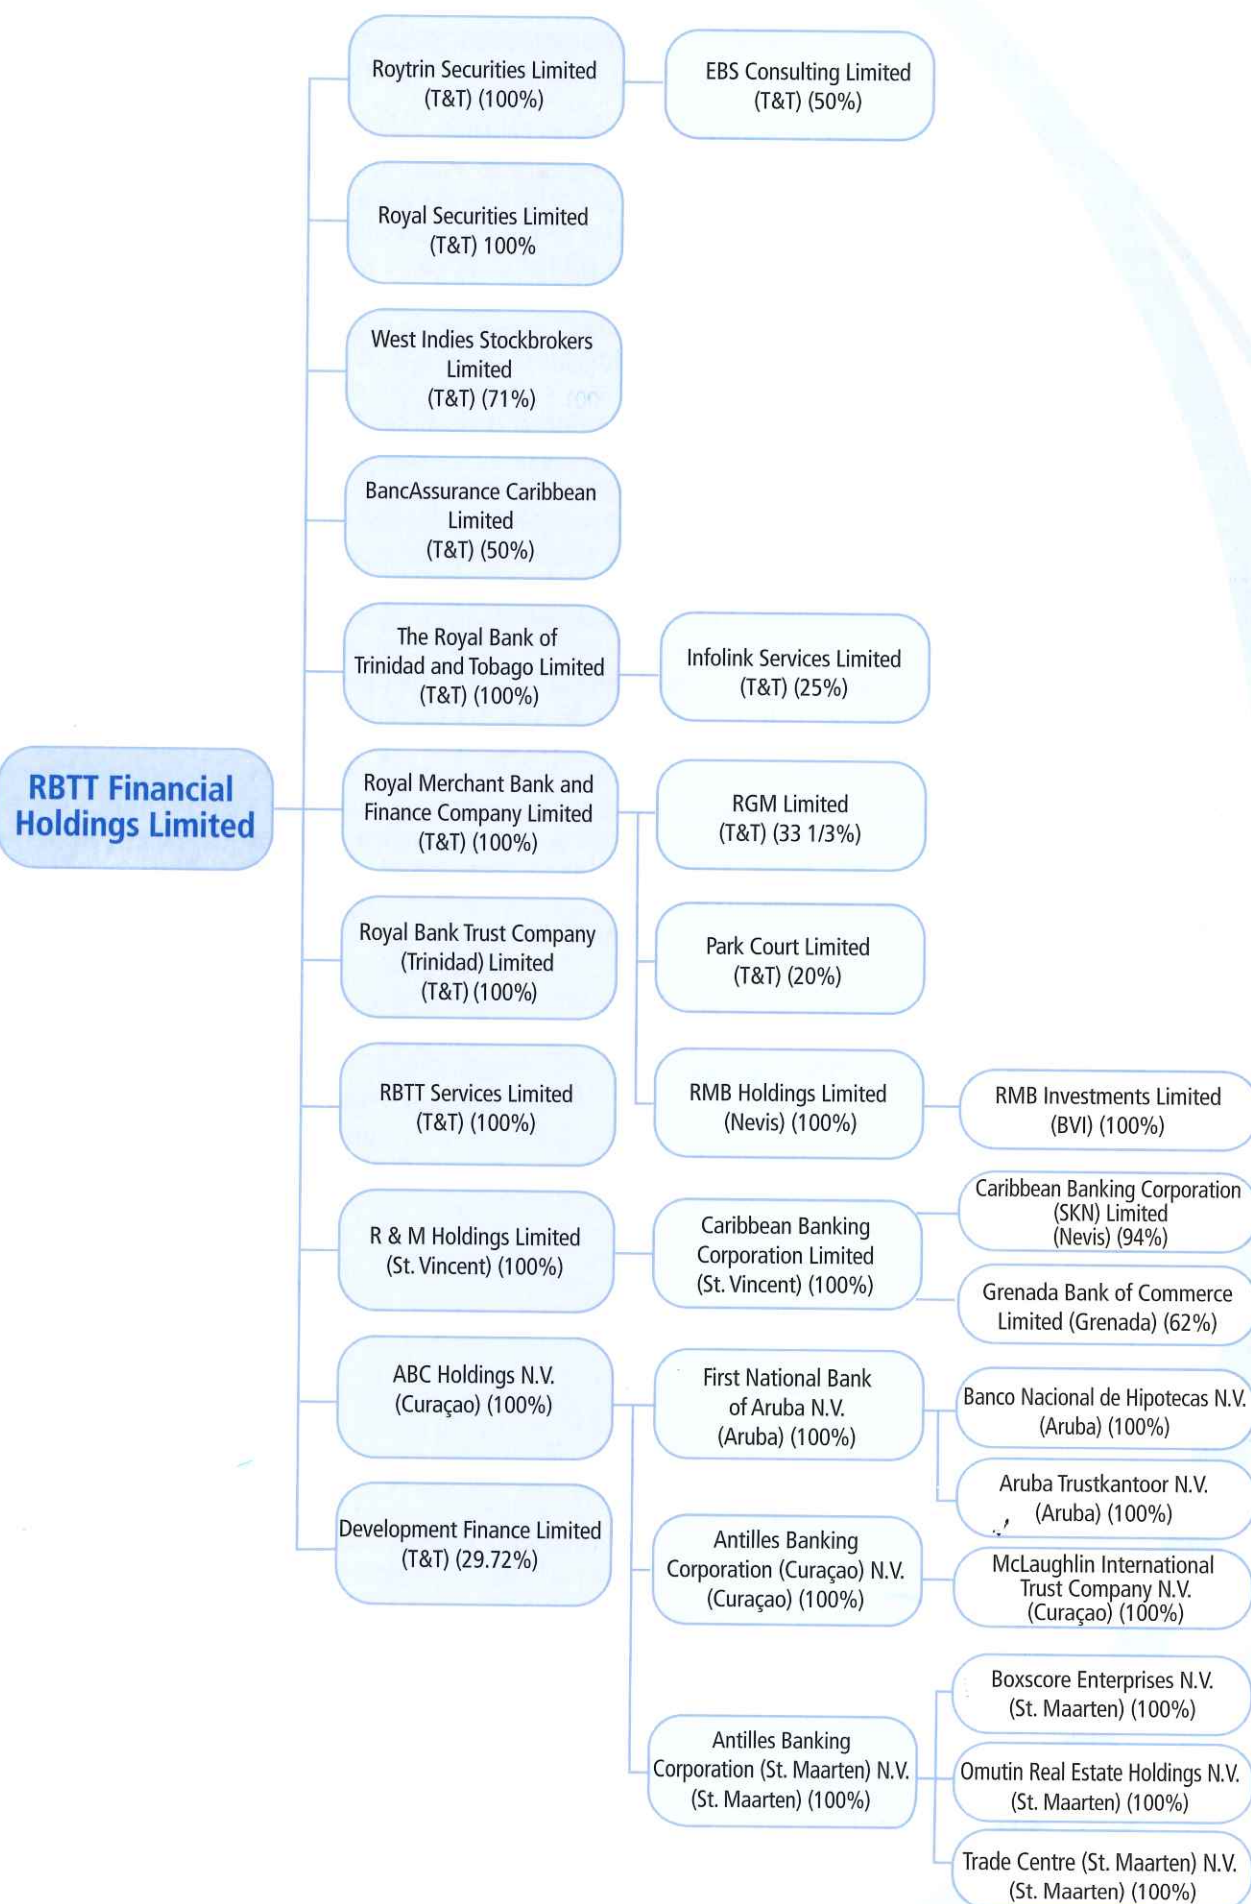 RBTT Financial
Holdings Limited
Roytrin Securities Limited
(T&T) (100%)
EBS Consulting Limited
(T&T) (50%)
Royal Securities Limited
(T&T) 100%
West Indies Stockbrokers
Limited
(T&T) (71%)
BancAssurance Caribbean
Limited
(T&T) (50%)
The Royal Bank of
Trinidad and Tobago Limited
(T&T) (100%)
Infolink Services Limited
(T&T) (25%)
Royal Merchant Bank and
Finance Company Limited
(T&T) (100%)
RGM Limited
(T&T) (33 1/3%)
Park Court Limited
(T&T) (20%)
RMB Holdings Limited
(Nevis) (100%)
RMB Investments Limited
(BVI) (100%)
Royal Bank Trust Company
(Trinidad) Limited
(T&T) (100%)
RBTT Services Limited
(T&T) (100%)
R & M Holdings Limited
(St. Vincent) (100%)
Caribbean Banking
Corporation Limited
(St. Vincent) (100%)
Caribbean Banking Corporation
(SKN) Limited
(Nevis) (94%)
Grenada Bank of Commerce
Limited (Grenada) (62%)
ABC Holdings N.V.
(Curaçao) (100%)
First National Bank
of Aruba N.V.
(Aruba) (100%)
Banco Nacional de Hipotecas N.V.
(Aruba) (100%)
Aruba Trustkantoor N.V.
(Aruba) (100%)
Antilles Banking
Corporation (Curaçao) N.V.
(Curaçao) (100%)
McLaughlin International
Trust Company N.V.
(Curaçao) (100%)
Antilles Banking
Corporation (St. Maarten) N.V.
(St. Maarten) (100%)
Boxscore Enterprises N.V.
(St. Maarten) (100%)
Omutin Real Estate Holdings N.V.
(St. Maarten) (100%)
Trade Centre (St. Maarten) N.V.
(St. Maarten) (100%)
Development Finance Limited
(T&T) (29.72%)